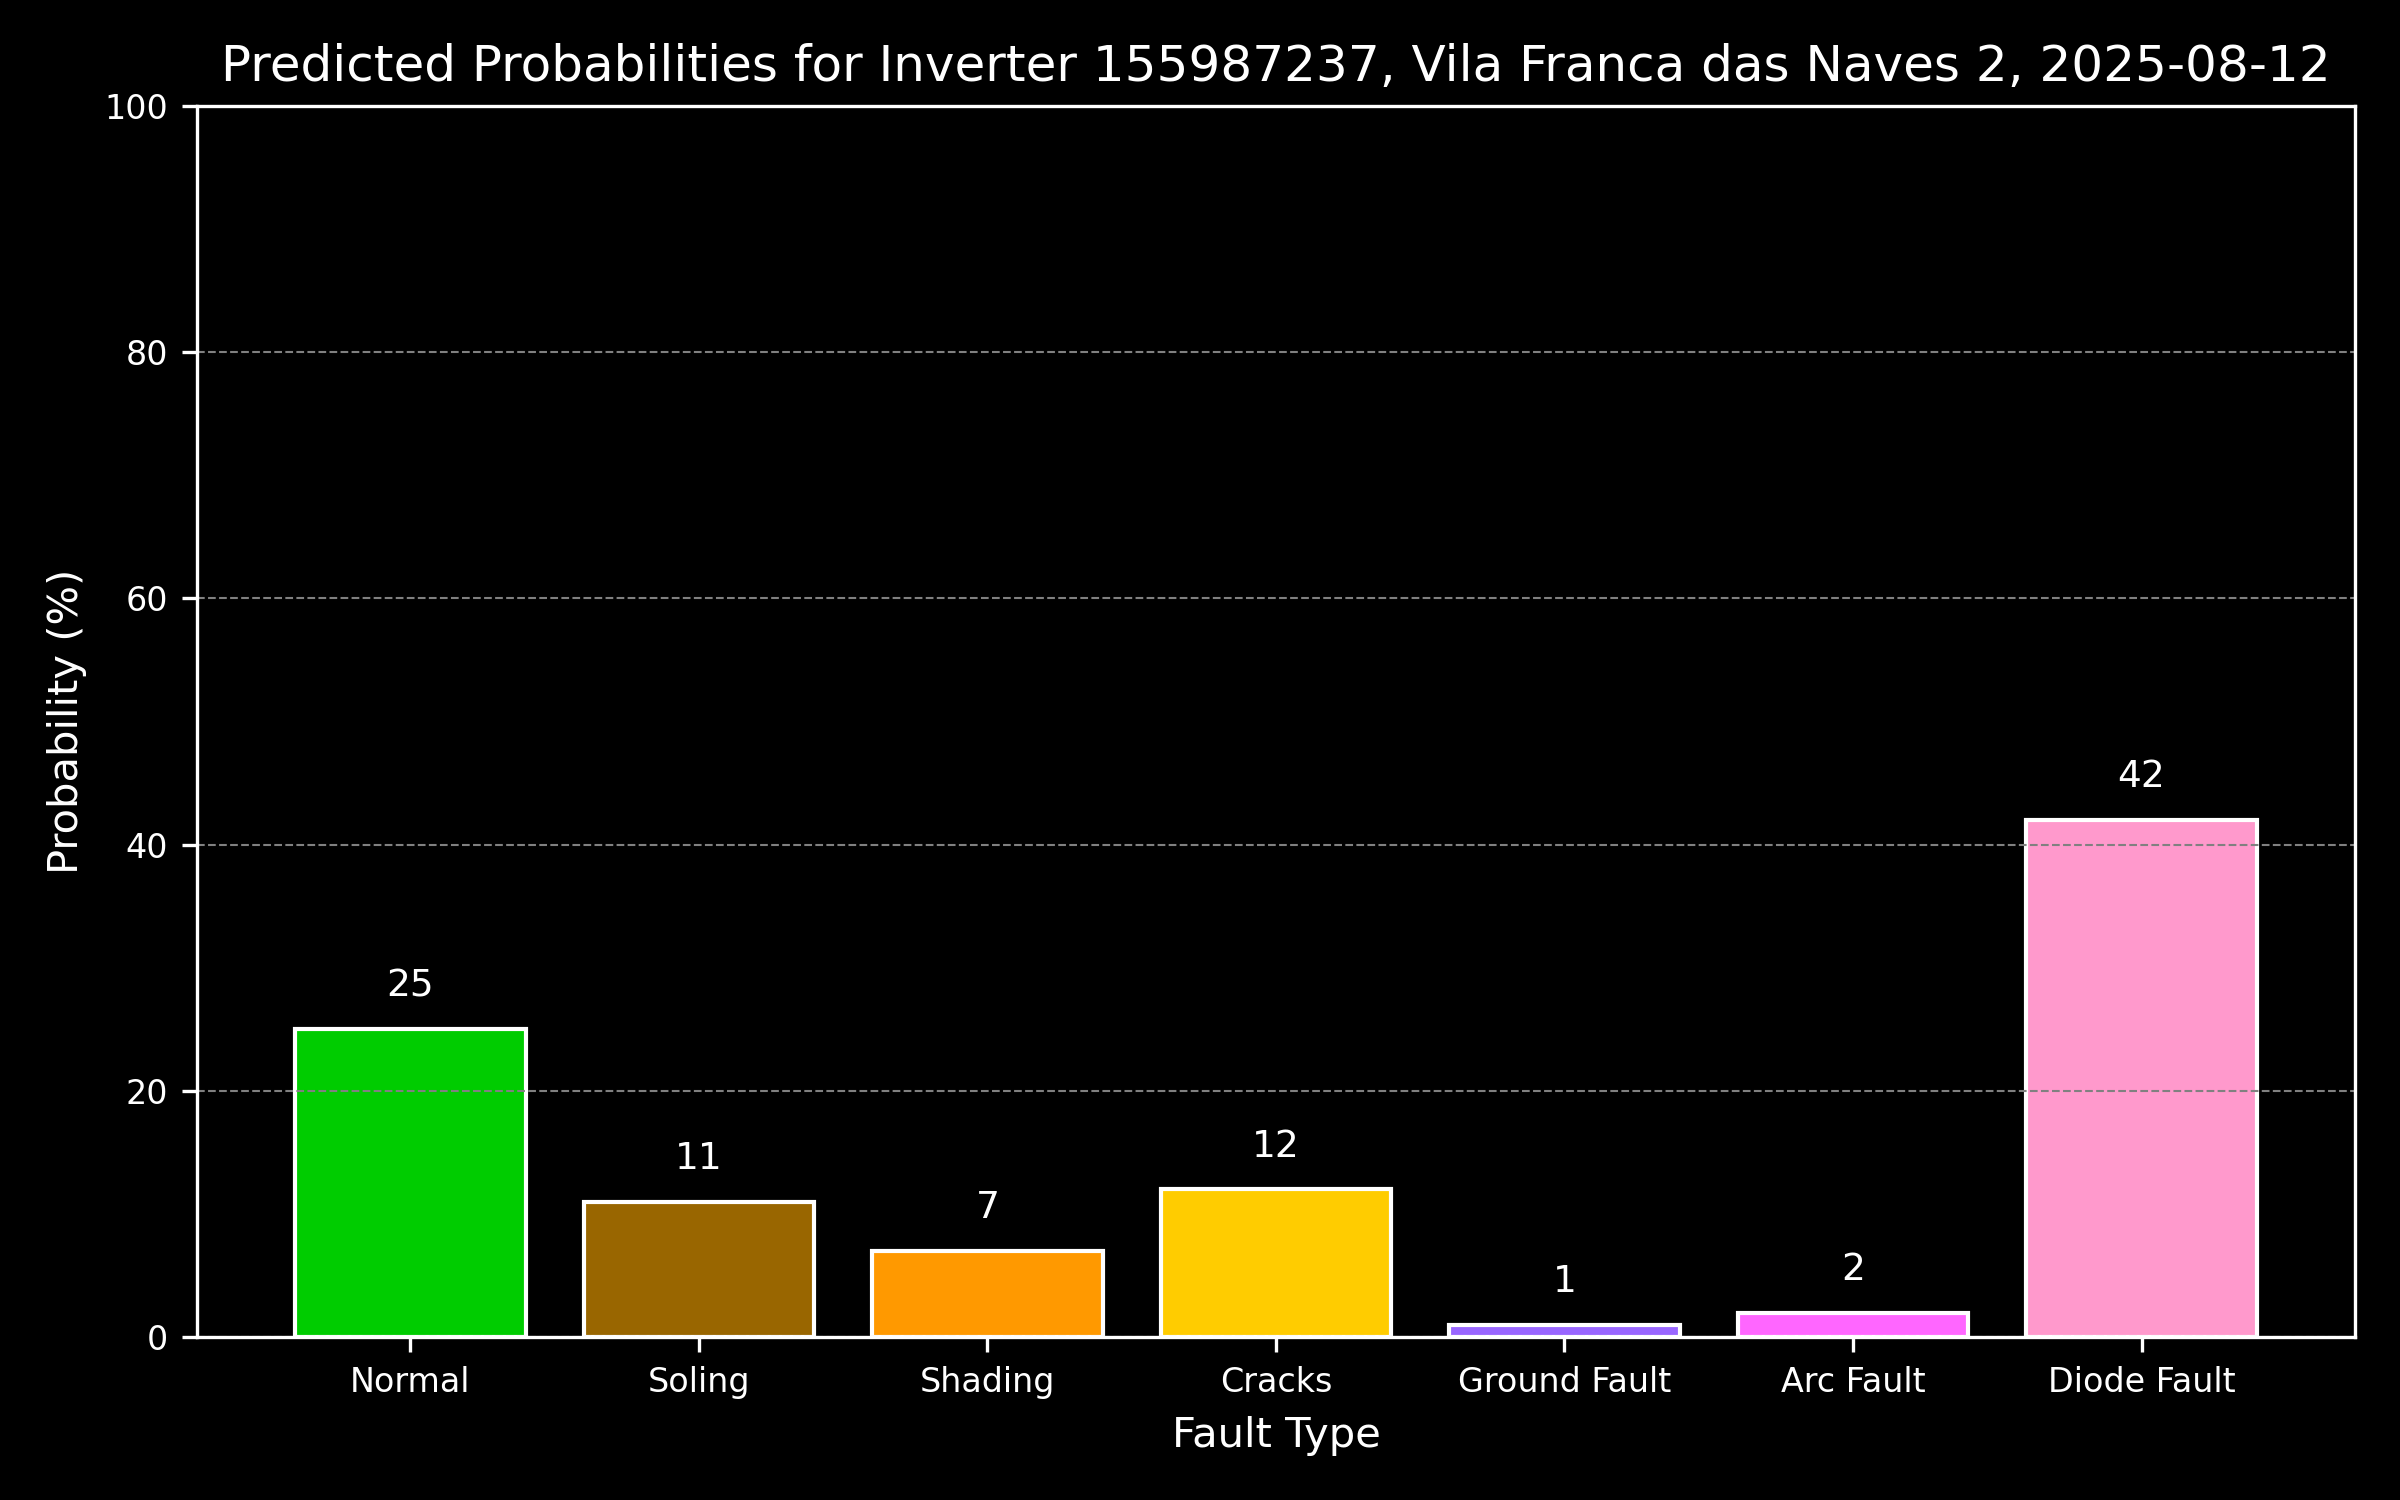 Predicted Probabilities for Inverter 155987237, Vila Franca das Naves 2, 2025-08-12
100
80
60
40
20
0
Probability (%)
25
11
7
12
1
2
42
Normal
Soling
Shading
Cracks
Ground Fault
Arc Fault
Diode Fault
Fault Type